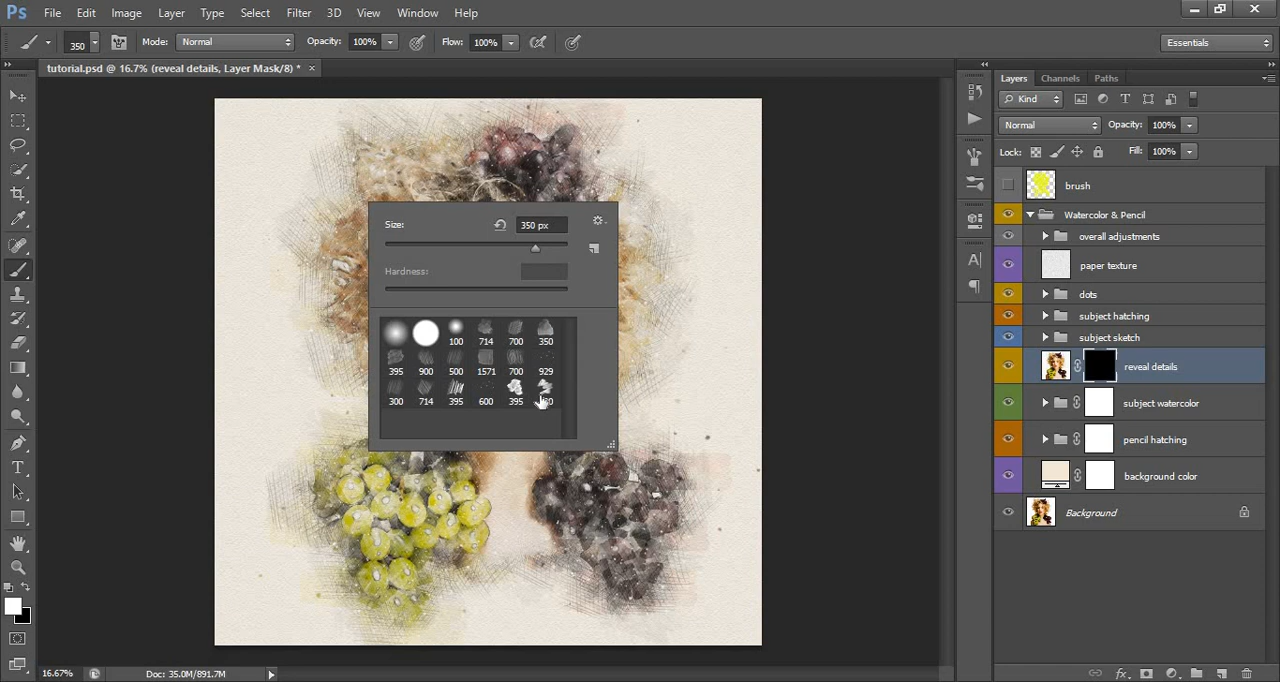 Ps File Edit Image Layer Type Select Filter 3D View Window Help
350 Mode: Normal Opacity: 100% Flow: 100% Essentials
tutorial.psd @ 16.7% (reveal details, Layer Mask/8) * ×
Layers Channels Paths
Kind
Normal Opacity: 100%
Lock: Fill: 100%
brush
Watercolor & Pencil
overall adjustments
paper texture
dots
subject hatching
subject sketch
reveal details
subject watercolor
pencil hatching
background color
Background
Size: 350 px
Hardness:
100 714 700 350
395 900 500 1571 700 929
300 714 395 600 395
16.67% Doc: 35.0M/891.7M